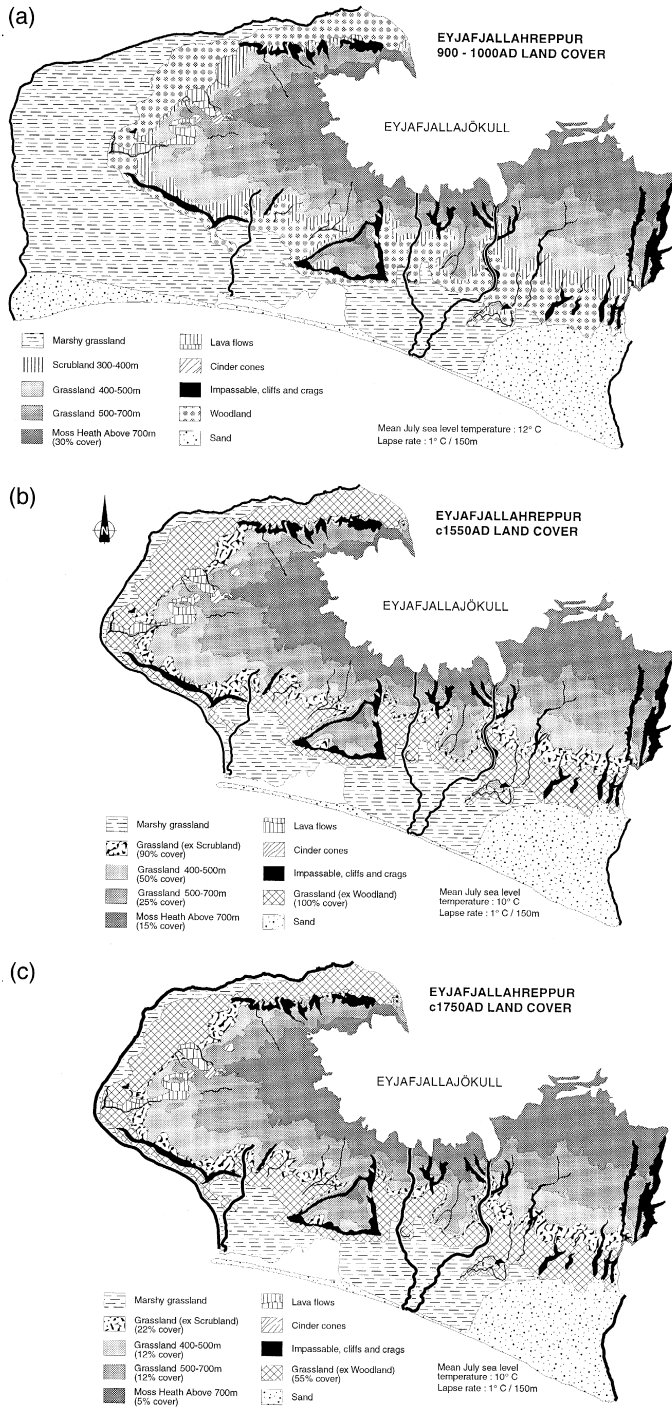 (a)
EYJAFJALLAHREPPUR
900 - 1000AD LAND COVER
EYJAFJALLAJÖKULL
Marshy grassland
Scrubland 300-400m
Grassland 400-500m
Grassland 500-700m
Moss Heath Above 700m
(30% cover)
Lava flows
Cinder cones
Impassable, cliffs and crags
Woodland
Sand
Mean July sea level temperature : 12° C
Lapse rate : 1° C / 150m
(b)
N
EYJAFJALLAHREPPUR
c1550AD LAND COVER
EYJAFJALLAJÖKULL
Marshy grassland
Grassland (ex Scrubland)
(90% cover)
Grassland 400-500m
(50% cover)
Grassland 500-700m
(25% cover)
Moss Heath Above 700m
(15% cover)
Lava flows
Cinder cones
Impassable, cliffs and crags
Grassland (ex Woodland)
(100% cover)
Sand
Mean July sea level
temperature : 10° C
Lapse rate : 1° C / 150m
(c)
EYJAFJALLAHREPPUR
c1750AD LAND COVER
EYJAFJALLAJÖKULL
Marshy grassland
Grassland (ex Scrubland)
(22% cover)
Grassland 400-500m
(12% cover)
Grassland 500-700m
(12% cover)
Moss Heath Above 700m
(5% cover)
Lava flows
Cinder cones
Impassable, cliffs and crags
Grassland (ex Woodland)
(55% cover)
Sand
Mean July sea level
temperature : 10° C
Lapse rate : 1° C / 150m